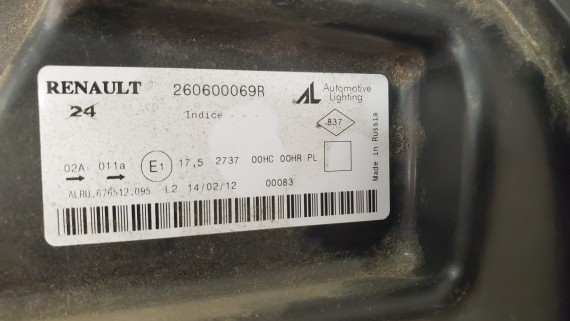 RENAULT 260600069R AL Automotive Lighting
24 Indice - - -
837
02A 011a E1 17,5 2737 00HC 00HR PL
ALRU.676512.095 L2 14/02/12 00083
Made in Russia